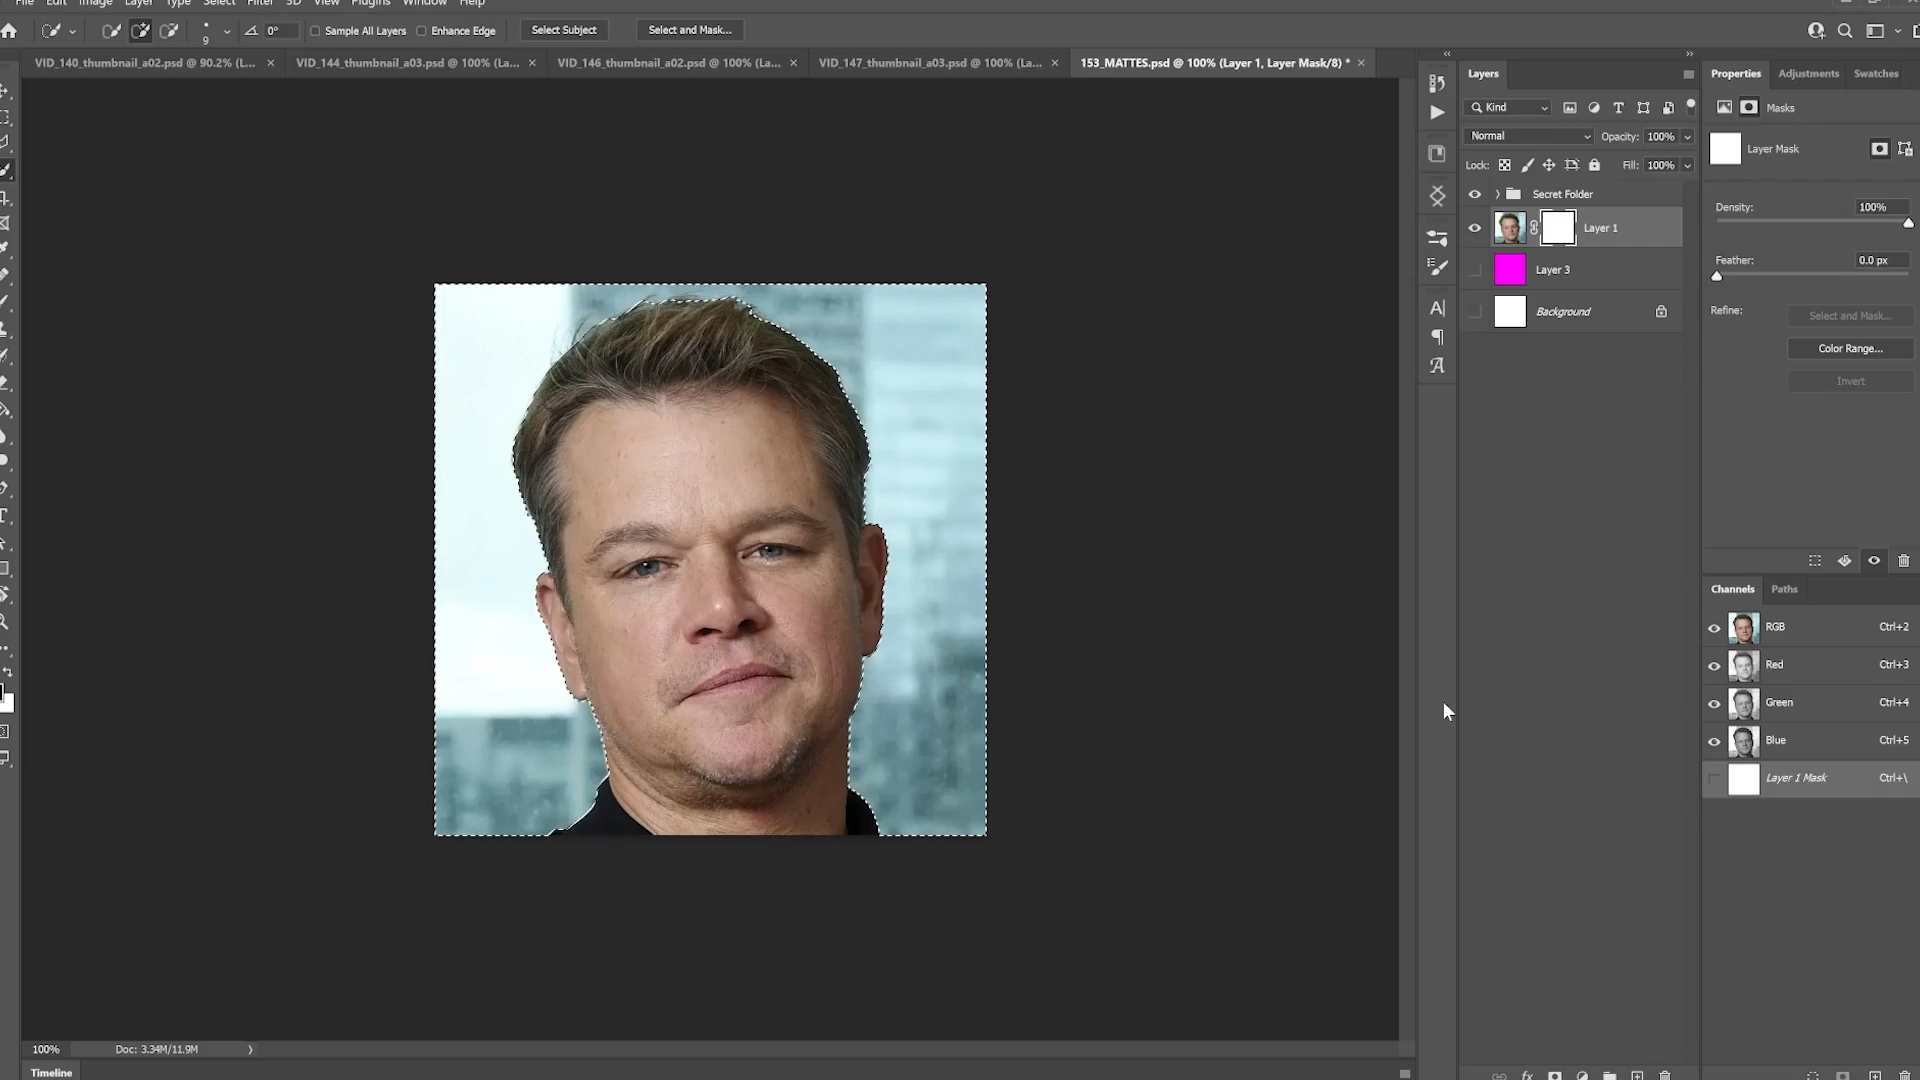 File Edit Image Layer Type Select Filter 3D View Plugins Window Help
9 0° Sample All Layers Enhance Edge Select Subject Select and Mask...
VID_140_thumbnail_a02.psd @ 90.2% (L... × VID_144_thumbnail_a03.psd @ 100% (La... × VID_146_thumbnail_a02.psd @ 100% (La... × VID_147_thumbnail_a03.psd @ 100% (La... × 153_MATTES.psd @ 100% (Layer 1, Layer Mask/8) * ×
Layers
Kind
Normal Opacity: 100%
Lock: Fill: 100%
Secret Folder
Layer 1
Layer 3
Background
Properties Adjustments Swatches
Masks
Layer Mask
Density: 100%
Feather: 0.0 px
Refine: Select and Mask...
Color Range...
Invert
Channels Paths
RGB Ctrl+2
Red Ctrl+3
Green Ctrl+4
Blue Ctrl+5
Layer 1 Mask Ctrl+\
fx
100% Doc: 3.34M/11.9M
Timeline